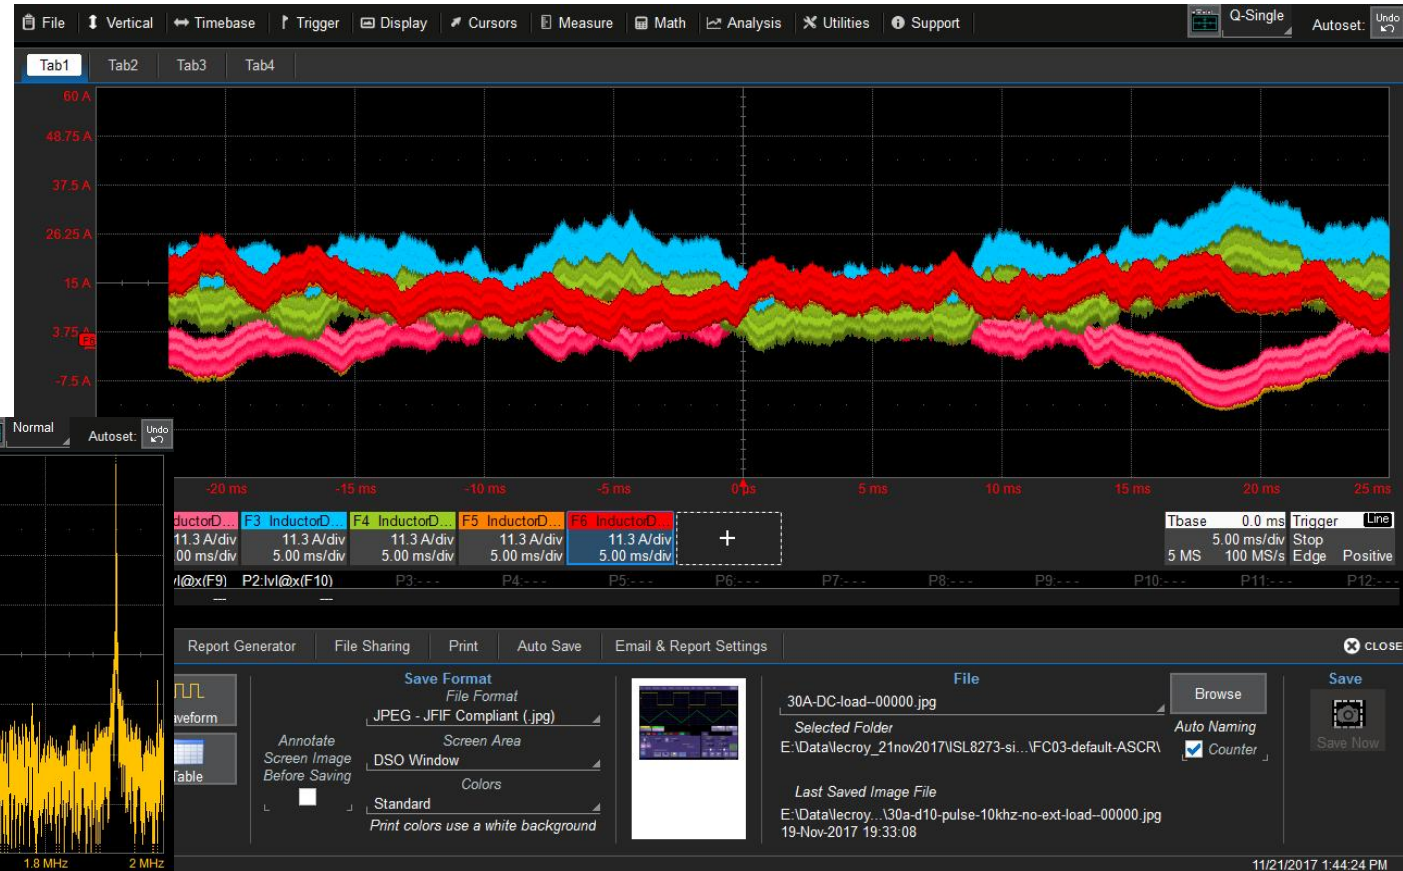 File Vertical Timebase Trigger Display Cursors Measure Math Analysis Utilities Support Q-Single Autoset: Undo
Tab1 Tab2 Tab3 Tab4
60 A
48.75 A
37.5 A
26.25 A
15 A
3.75 A
F6
-7.5 A
Normal Autoset: Undo
-20 ms -15 ms -10 ms -5 ms 0 µs 5 ms 10 ms 15 ms 20 ms 25 ms
ductorD... F3 InductorD... F4 InductorD... F5 InductorD... F6 InductorD...
11.3 A/div 11.3 A/div 11.3 A/div 11.3 A/div 11.3 A/div
00 ms/div 5.00 ms/div 5.00 ms/div 5.00 ms/div 5.00 ms/div
+
Tbase 0.0 ms Trigger Line
5.00 ms/div Stop
5 MS 100 MS/s Edge Positive
vl@x(F9) P2:lvl@x(F10) P3:--- P4:--- P5:--- P6:--- P7:--- P8:--- P9:--- P10:--- P11:--- P12:---
--- ---
Report Generator File Sharing Print Auto Save Email & Report Settings CLOSE
aveform
Table
Annotate
Screen Image
Before Saving
Save Format
File Format
JPEG - JFIF Compliant (.jpg)
Screen Area
DSO Window
Colors
Standard
Print colors use a white background
File
30A-DC-load--00000.jpg
Browse
Selected Folder
E:\Data\lecroy_21nov2017\ISL8273-si...\FC03-default-ASCR\
Auto Naming
Counter
Last Saved Image File
E:\Data\lecroy...\30a-d10-pulse-10khz-no-ext-load--00000.jpg
19-Nov-2017 19:33:08
Save
Save Now
1.8 MHz 2 MHz
11/21/2017 1:44:24 PM